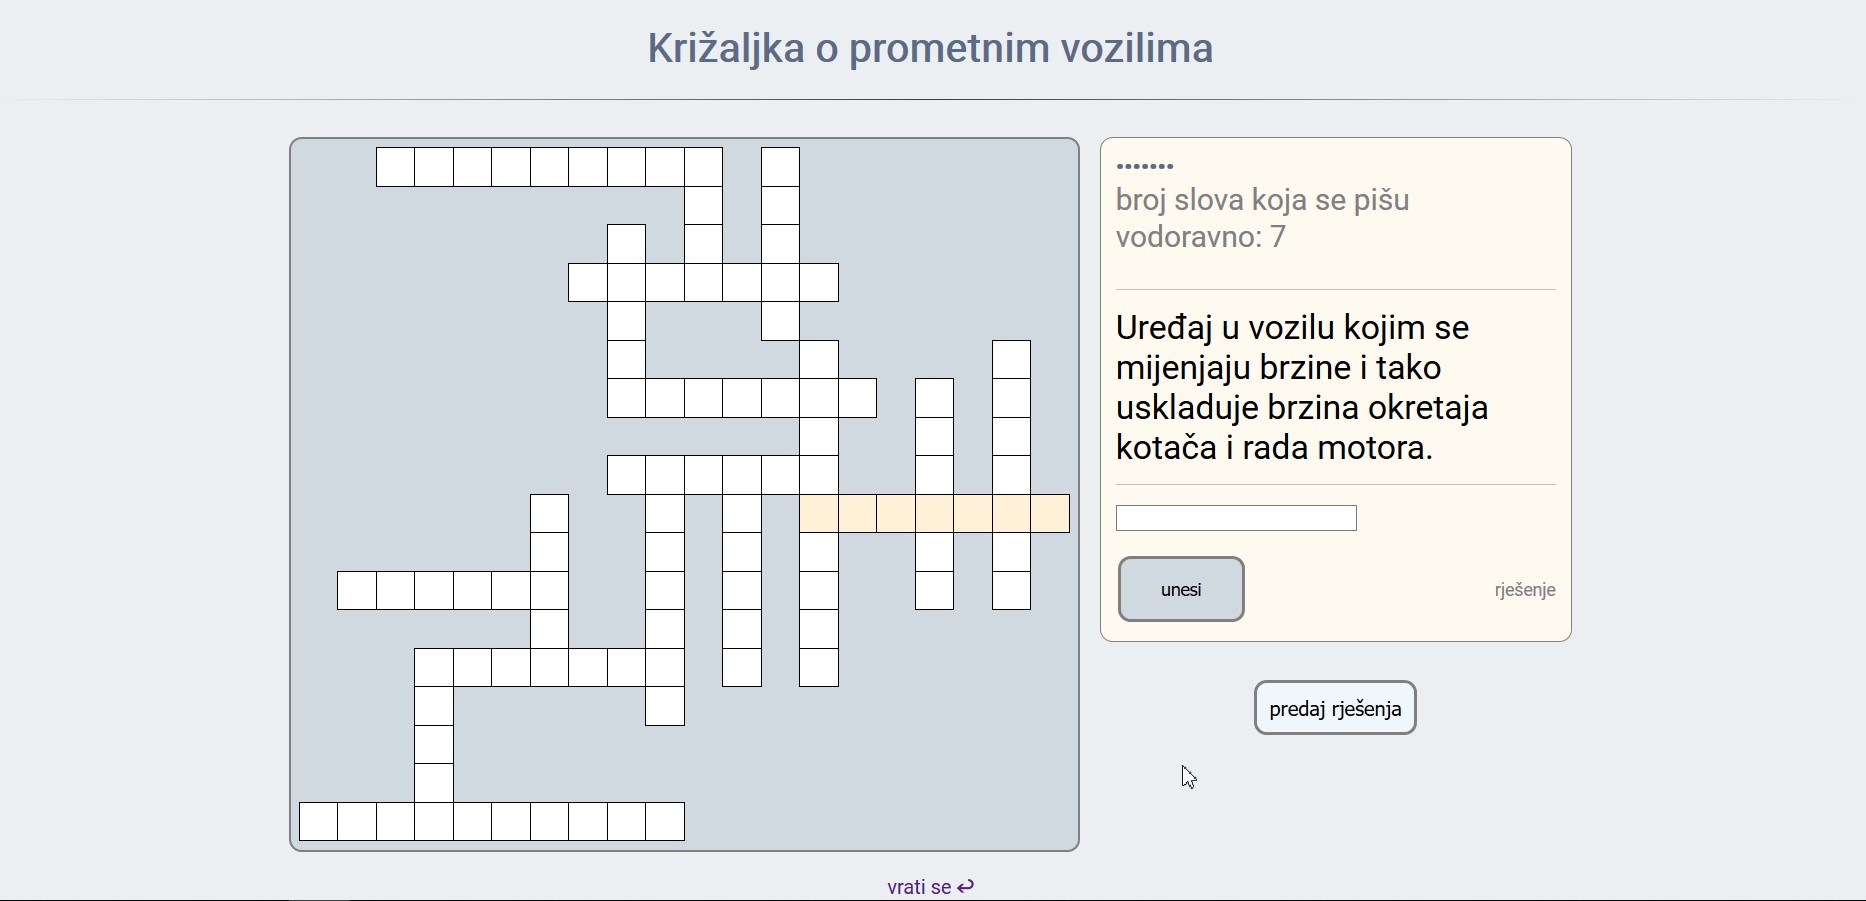 Križaljka o prometnim vozilima
•••••••
broj slova koja se pišu
vodoravno: 7
Uređaj u vozilu kojim se
mijenjaju brzine i tako
uskladuje brzina okretaja
kotača i rada motora.
unesi
rješenje
predaj rješenja
vrati se ↩